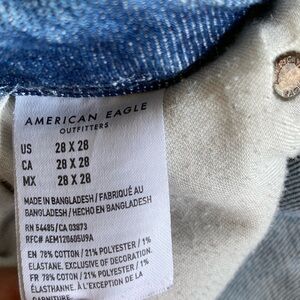 AMERICAN EAGLE
OUTFITTERS
US 28 X 28
CA 28 X 28
MX 28 X 28
MADE IN BANGLADESH / FABRIQUÉ AU
BANGLADESH / HECHO EN BANGLADESH
RN 54485/CA 03873
RFC# AEM120605U9A
EN 78% COTTON / 21% POLYESTER / 1%
ELASTANE. EXCLUSIVE OF DECORATION.
FR 78% COTON / 21% POLYESTER / 1%
ÉLASTHANNE. À L'EXCEPTION DE LA
GARNITURE